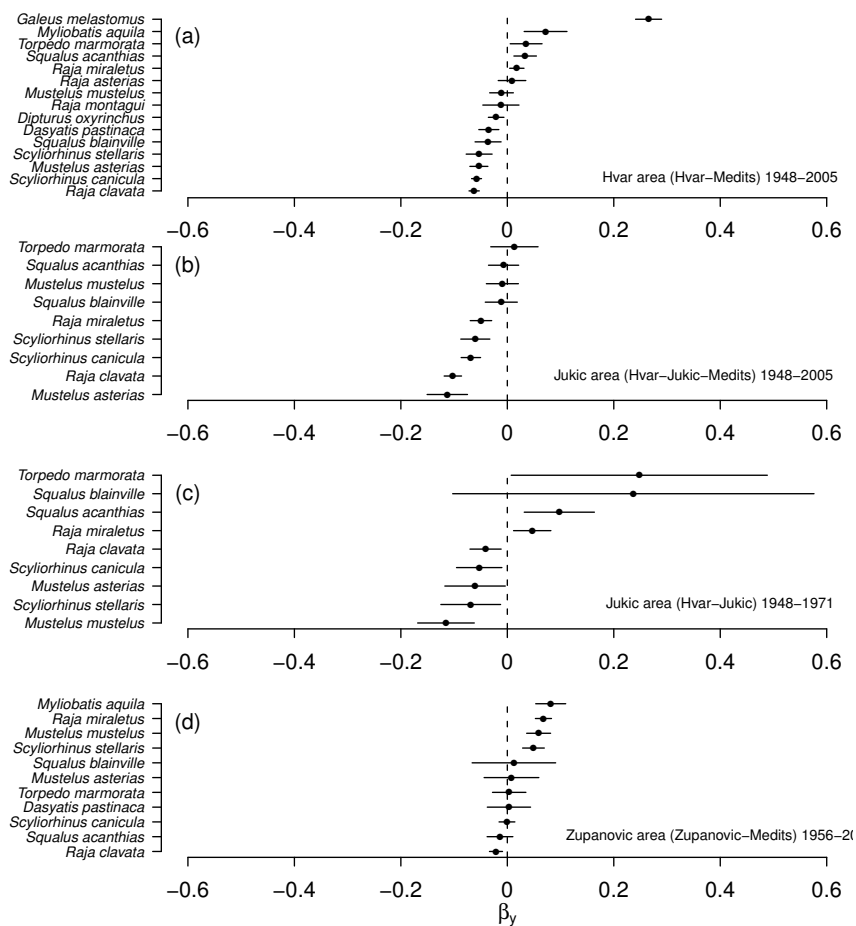 Galeus melastomus
Myliobatis aquila
Torpedo marmorata
Squalus acanthias
Raja miraletus
Raja asterias
Mustelus mustelus
Raja montagui
Dipturus oxyrinchus
Dasyatis pastinaca
Squalus blainville
Scyliorhinus stellaris
Mustelus asterias
Scyliorhinus canicula
Raja clavata
(a)
Hvar area (Hvar−Medits) 1948−2005
−0.6 −0.4 −0.2 0 0.2 0.4 0.6
Torpedo marmorata
Squalus acanthias
Mustelus mustelus
Squalus blainville
Raja miraletus
Scyliorhinus stellaris
Scyliorhinus canicula
Raja clavata
Mustelus asterias
(b)
Jukic area (Hvar−Jukic−Medits) 1948−2005
−0.6 −0.4 −0.2 0 0.2 0.4 0.6
Torpedo marmorata
Squalus blainville
Squalus acanthias
Raja miraletus
Raja clavata
Scyliorhinus canicula
Mustelus asterias
Scyliorhinus stellaris
Mustelus mustelus
(c)
Jukic area (Hvar−Jukic) 1948−1971
−0.6 −0.4 −0.2 0 0.2 0.4 0.6
Myliobatis aquila
Raja miraletus
Mustelus mustelus
Scyliorhinus stellaris
Squalus blainville
Mustelus asterias
Torpedo marmorata
Dasyatis pastinaca
Scyliorhinus canicula
Squalus acanthias
Raja clavata
(d)
Zupanovic area (Zupanovic−Medits) 1956−20
−0.6 −0.4 −0.2 0 0.2 0.4 0.6
βy